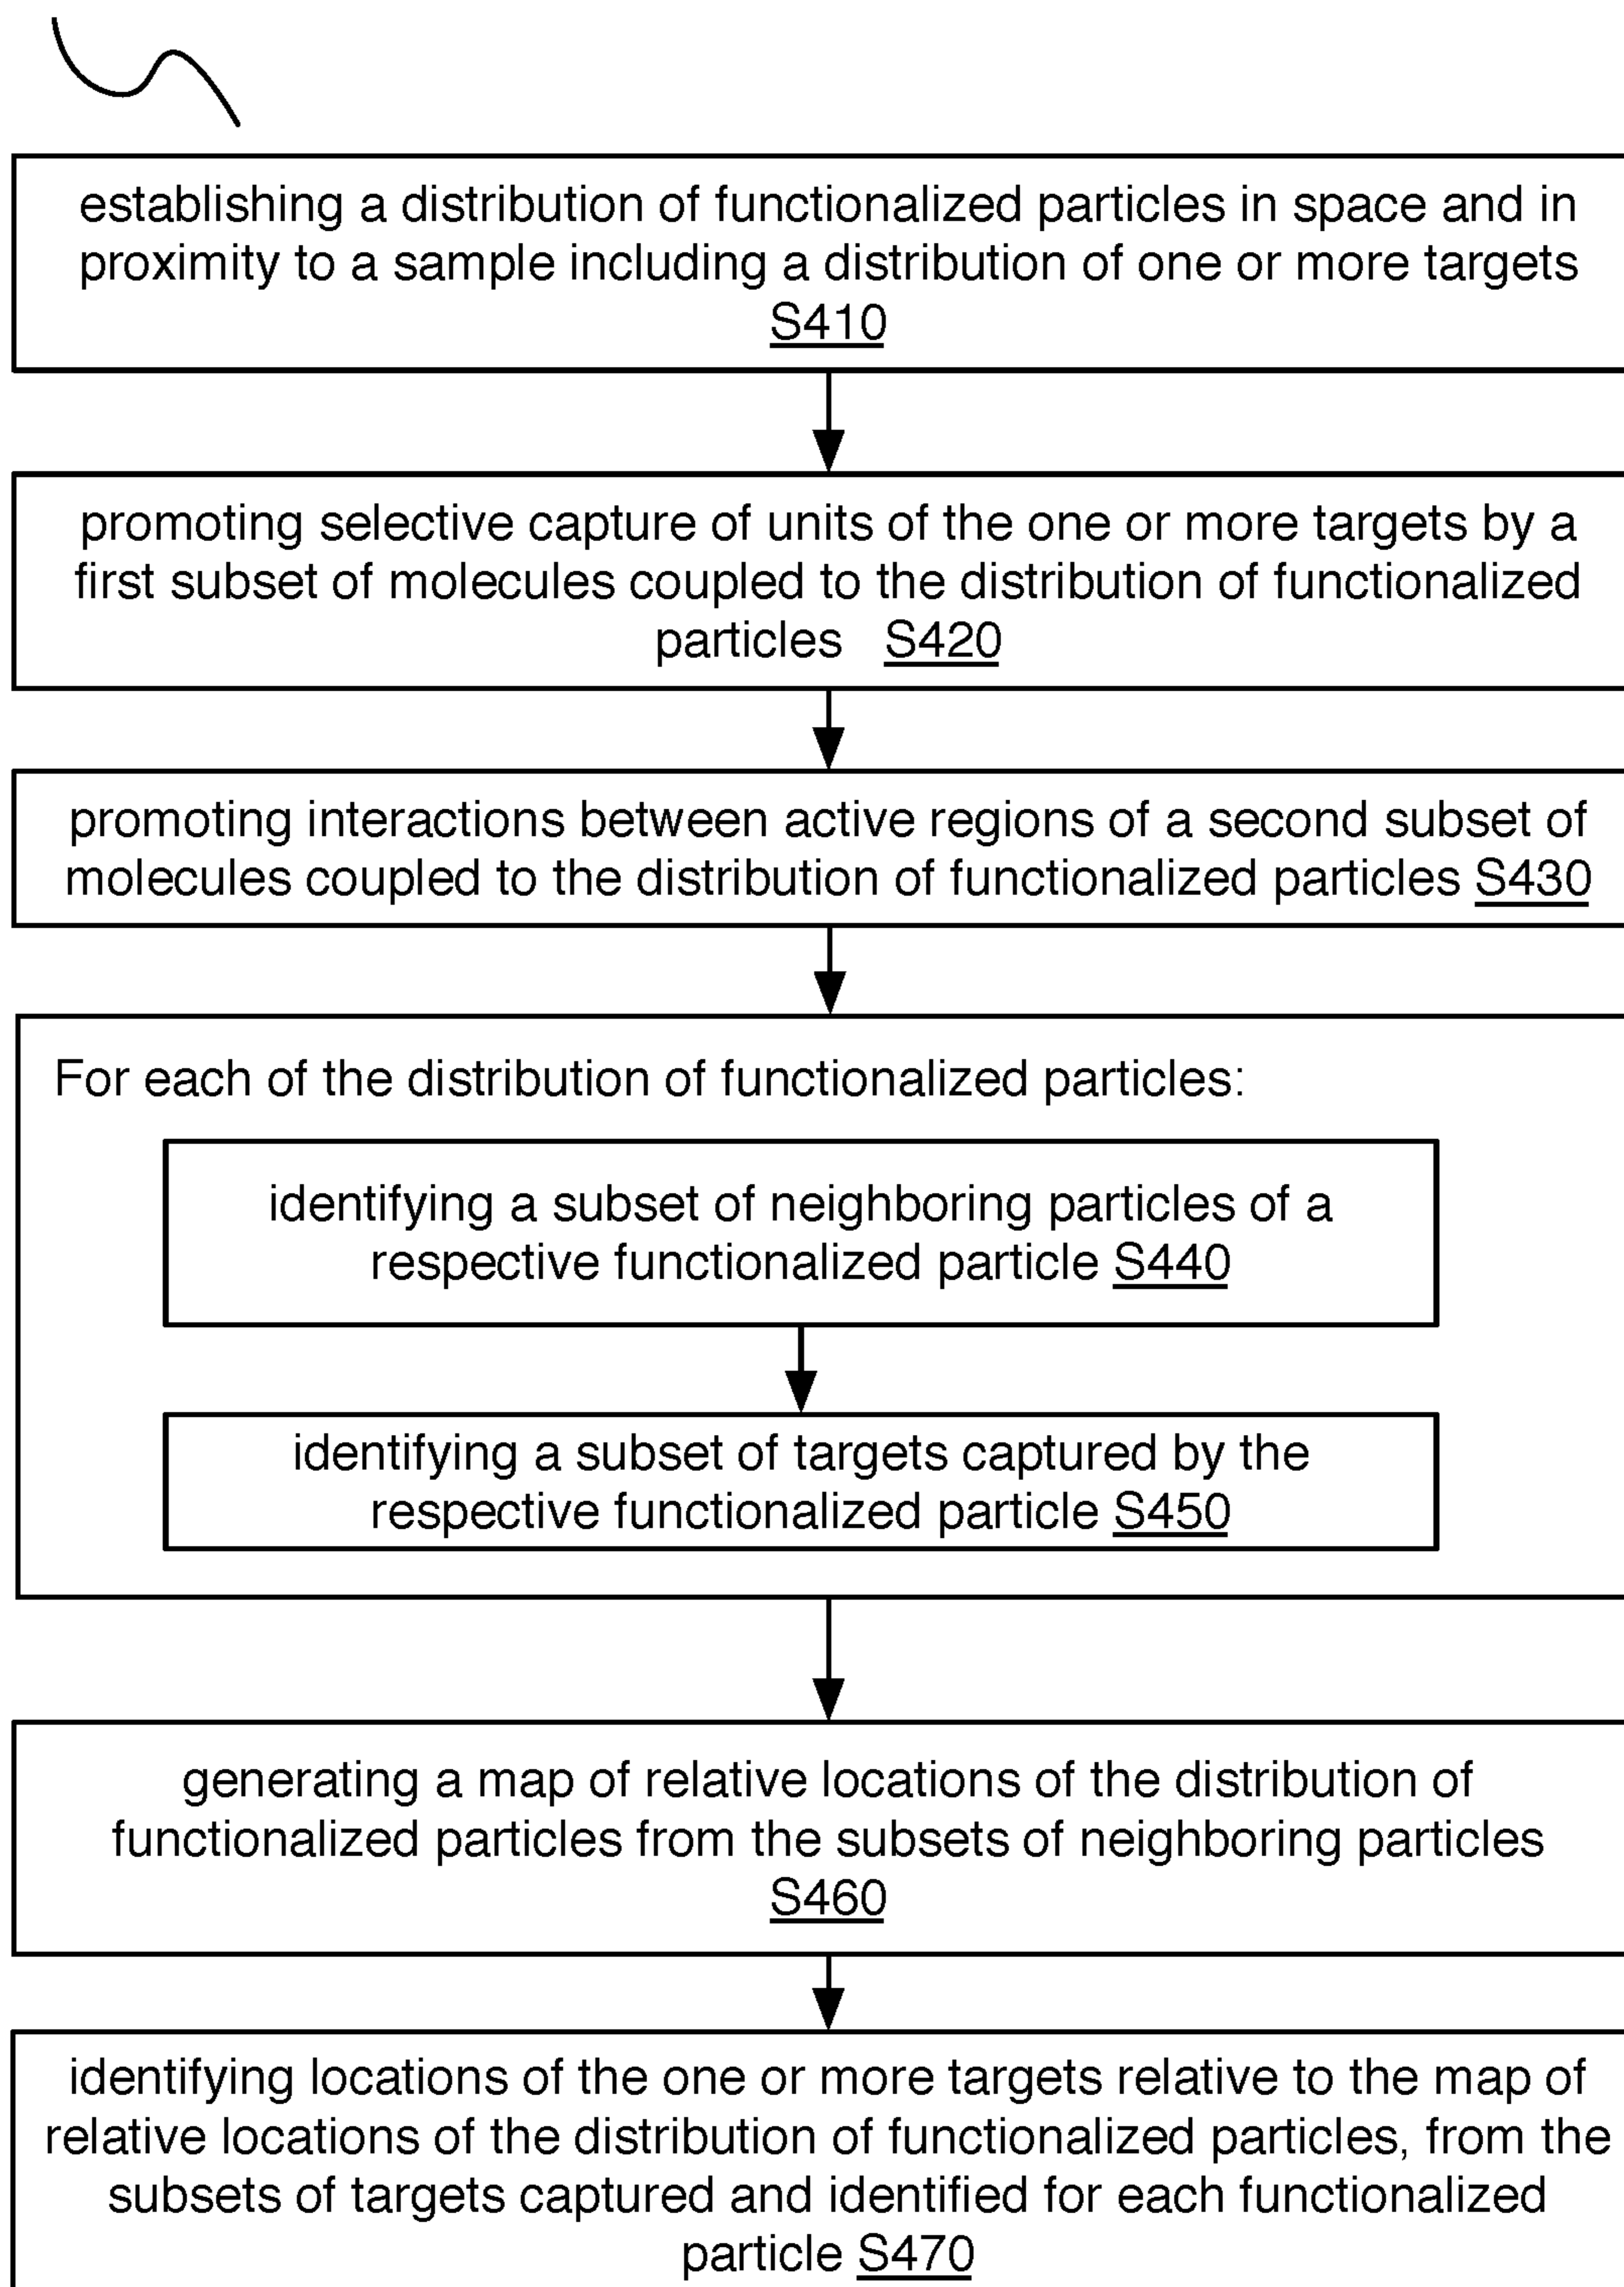 establishing a distribution of functionalized particles in space and in
proximity to a sample including a distribution of one or more targets
S410
promoting selective capture of units of the one or more targets by a
first subset of molecules coupled to the distribution of functionalized
particles S420
promoting interactions between active regions of a second subset of
molecules coupled to the distribution of functionalized particles S430
For each of the distribution of functionalized particles:
identifying a subset of neighboring particles of a
respective functionalized particle S440
identifying a subset of targets captured by the
respective functionalized particle S450
generating a map of relative locations of the distribution of
functionalized particles from the subsets of neighboring particles
S460
identifying locations of the one or more targets relative to the map of
relative locations of the distribution of functionalized particles, from the
subsets of targets captured and identified for each functionalized
particle S470